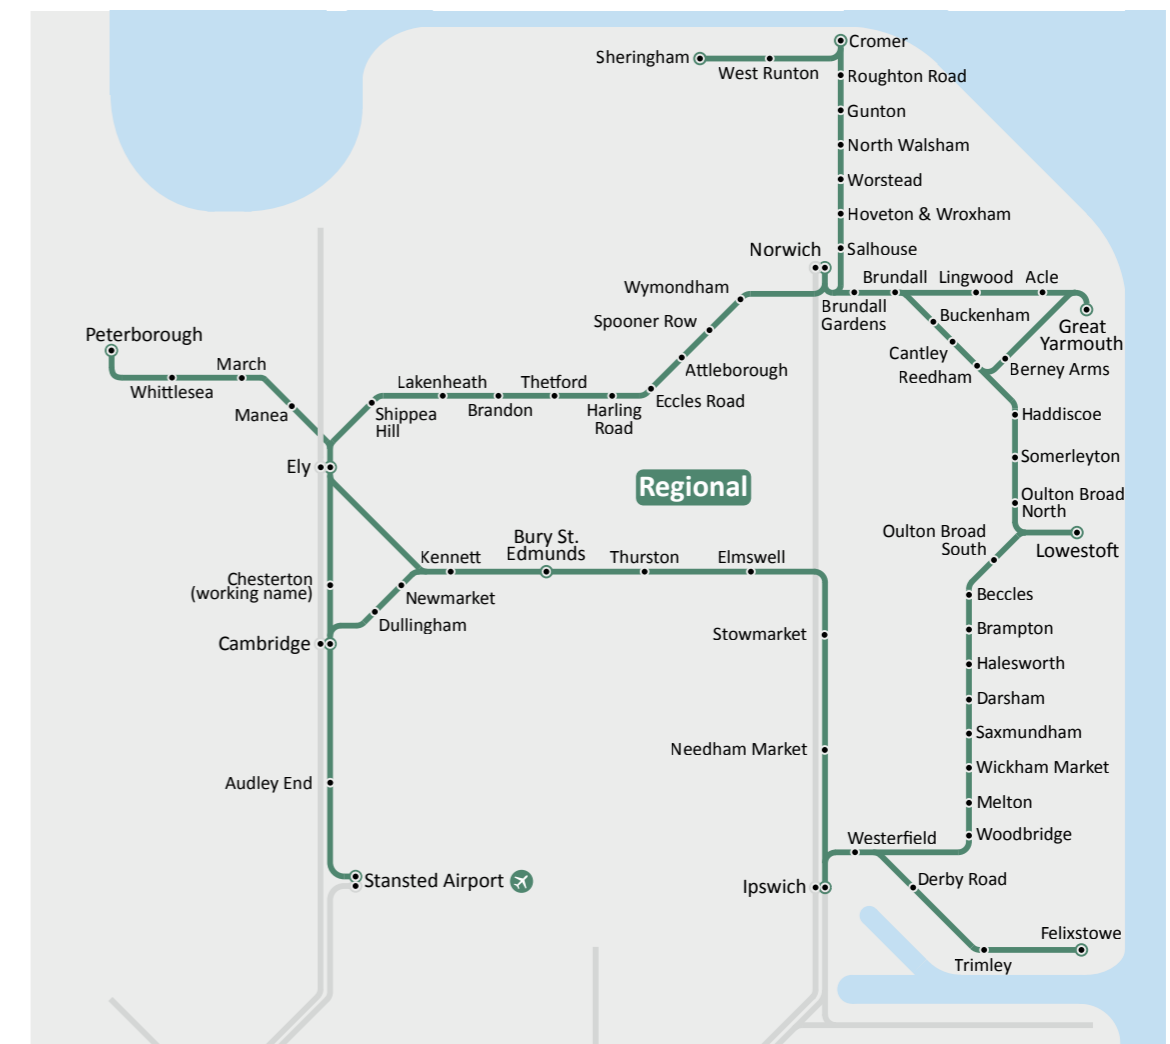 Cromer
Sheringham
West Runton
Roughton Road
Gunton
North Walsham
Worstead
Hoveton & Wroxham
Norwich
Salhouse
Brundall
Lingwood
Acle
Wymondham
Brundall
Gardens
Buckenham
Great
Yarmouth
Spooner Row
Peterborough
Cantley
Reedham
Berney Arms
March
Attleborough
Whittlesea
Lakenheath
Thetford
Eccles Road
Manea
Shippea
Hill
Brandon
Harling
Road
Haddiscoe
Ely
Somerleyton
Regional
Oulton Broad
North
Oulton Broad
South
Lowestoft
Bury St.
Edmunds
Kennett
Thurston
Elmswell
Chesterton
(working name)
Newmarket
Beccles
Dullingham
Brampton
Cambridge
Stowmarket
Halesworth
Darsham
Saxmundham
Needham Market
Wickham Market
Audley End
Melton
Woodbridge
Westerfield
Stansted Airport
Ipswich
Derby Road
Felixstowe
Trimley